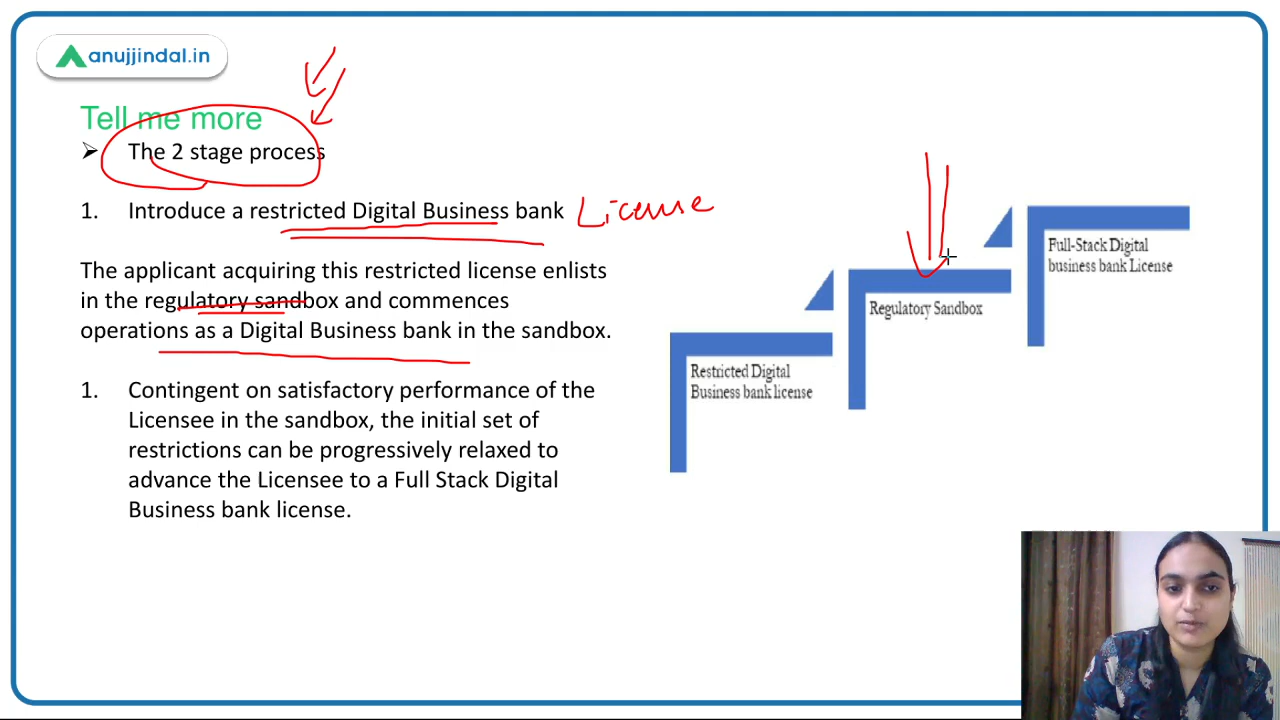 anujjindal.in
Tell me more
➤ The 2 stage process
1. Introduce a restricted Digital Business bank License
The applicant acquiring this restricted license enlists
in the regulatory sandbox and commences
operations as a Digital Business bank in the sandbox.
1. Contingent on satisfactory performance of the
Licensee in the sandbox, the initial set of
restrictions can be progressively relaxed to
advance the Licensee to a Full Stack Digital
Business bank license.
Restricted Digital
Business bank license
Regulatory Sandbox
Full-Stack Digital
business bank License